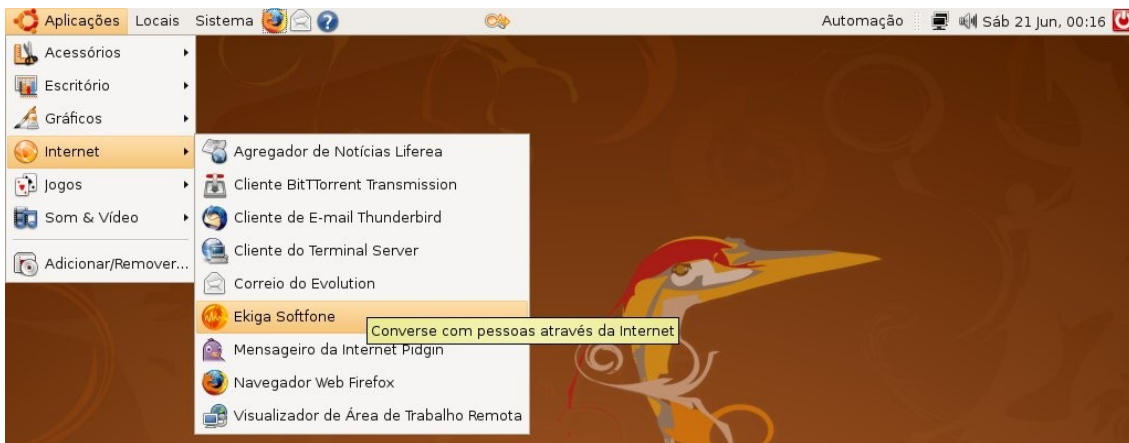 Aplicações Locais Sistema Automação Sáb 21 Jun, 00:16
Acessórios
Escritório
Gráficos
Internet
Jogos
Som & Vídeo
Adicionar/Remover...
Agregador de Notícias Liferea
Cliente BitTTorrent Transmission
Cliente de E-mail Thunderbird
Cliente do Terminal Server
Correio do Evolution
Ekiga Softfone
Converse com pessoas através da Internet
Mensageiro da Internet Pidgin
Navegador Web Firefox
Visualizador de Área de Trabalho Remota